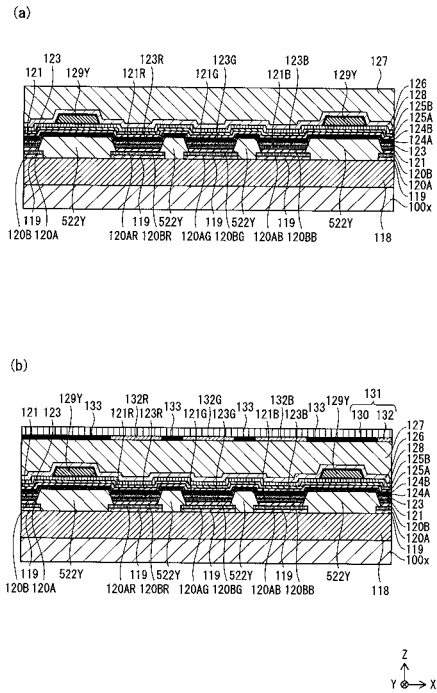 (a)
121 123 129Y 121R 123R 121G 123G 121B 123B 129Y 127
126
128
125B
125A
124B
124A
123
121
120B
120A
119
100x
119 522Y 119 522Y 119 522Y 119 522Y 118
120B 120A 120AR 120BR 120AG 120BG 120AB 120BB
(b)
131
129Y 132R 132G 132B 129Y 130 132
121 123 133 121R 123R 133 121G 123G 133 121B 123B 133
127
126
128
125B
125A
124B
124A
123
121
120B
120A
119
100x
119 522Y 119 522Y 119 522Y 119 522Y 118
120B 120A 120AR 120BR 120AG 120BG 120AB 120BB
Z
Y X